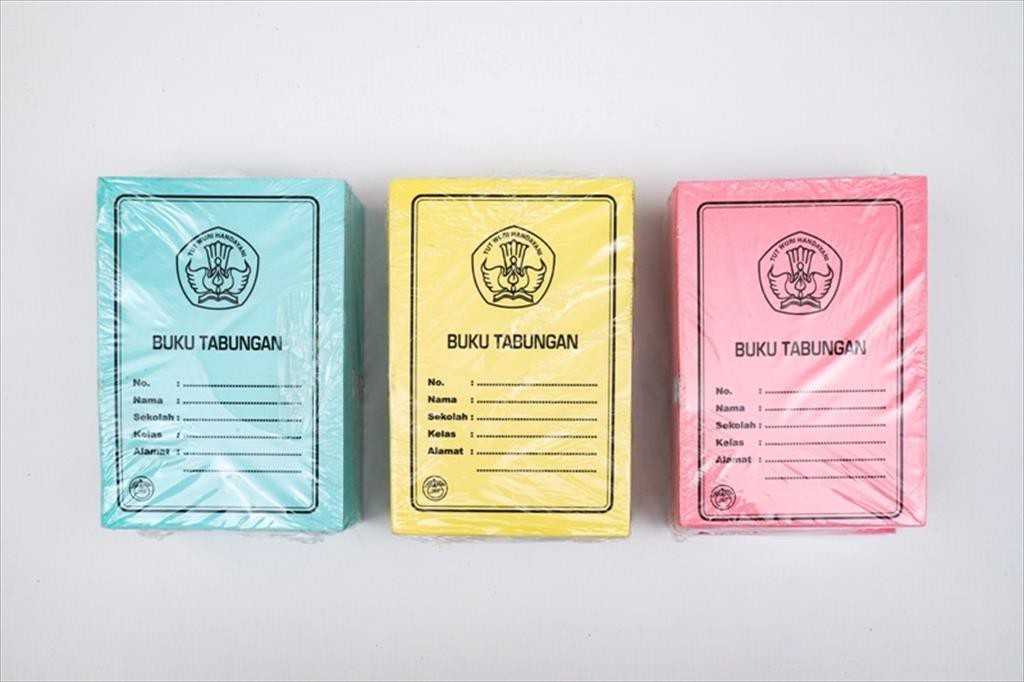 TUT WURI HANDAYANI
BUKU TABUNGAN
No. : ........................
Nama : ........................
Sekolah : ........................
Kelas : ........................
Alamat : ........................
........................
TUT WURI HANDAYANI
BUKU TABUNGAN
No. : ........................
Nama : ........................
Sekolah : ........................
Kelas : ........................
Alamat : ........................
........................
TUT WURI HANDAYANI
BUKU TABUNGAN
No. : ........................
Nama : ........................
Sekolah : ........................
Kelas : ........................
Alamat : ........................
........................